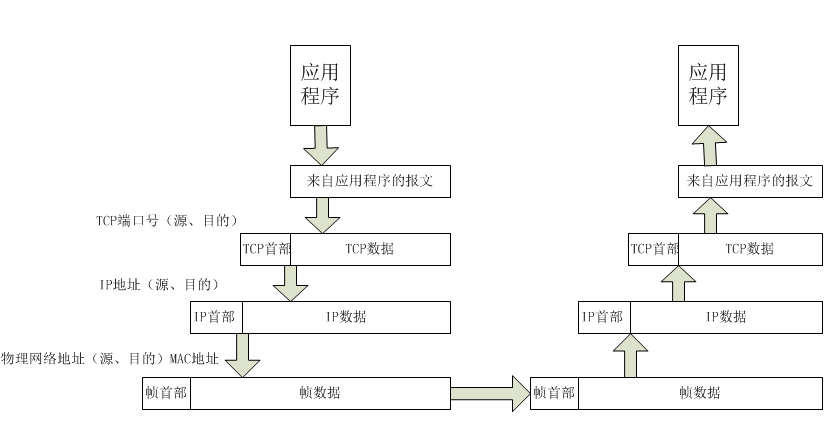 应用
程序
应用
程序
来自应用程序的报文
来自应用程序的报文
TCP端口号（源、目的）
TCP首部
TCP数据
TCP首部
TCP数据
IP地址（源、目的）
IP首部
IP数据
IP首部
IP数据
物理网络地址（源、目的）MAC地址
帧首部
帧数据
帧首部
帧数据